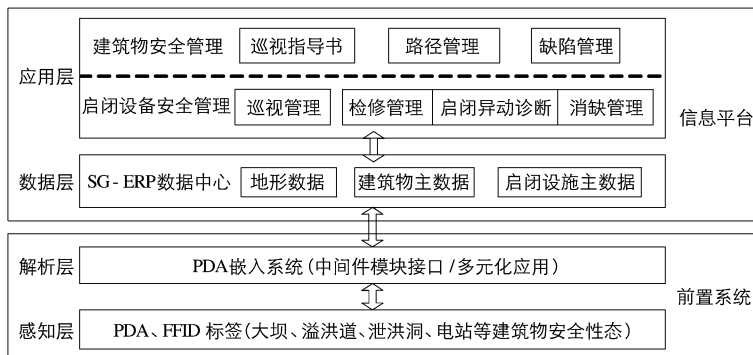 建筑物安全管理 巡视指导书 路径管理 缺陷管理
应用层
启闭设备安全管理 巡视管理 检修管理 启闭异动诊断 消缺管理
信息平台
数据层 SG-ERP数据中心 地形数据 建筑物主数据 启闭设施主数据
解析层 PDA嵌入系统(中间件模块接口/多元化应用)
前置系统
感知层 PDA、FFID 标签(大坝、溢洪道、泄洪洞、电站等建筑物安全性态)